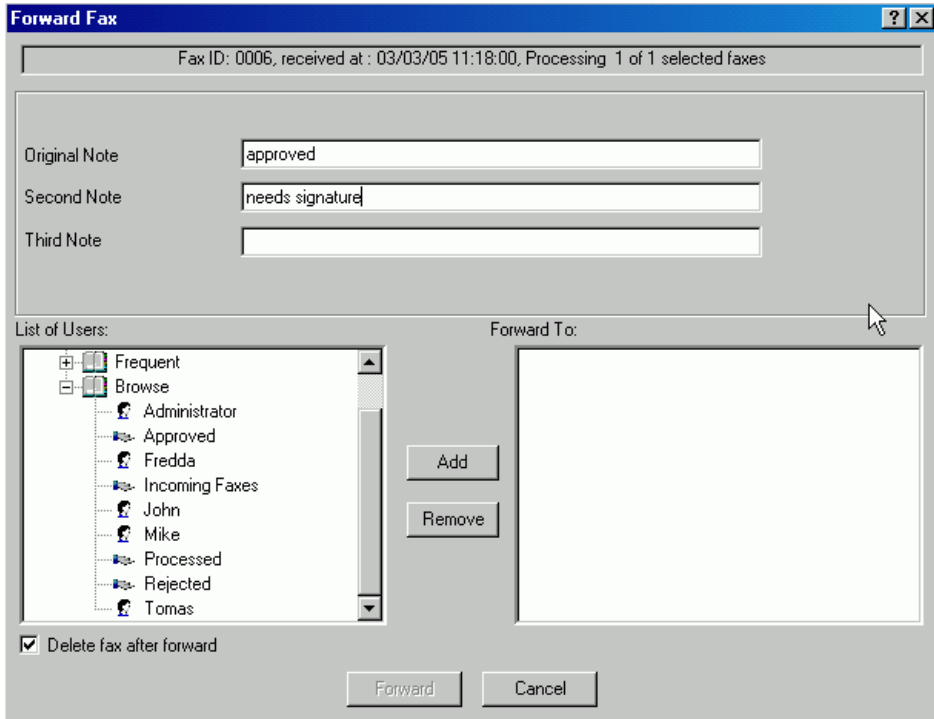 Forward Fax
Fax ID: 0006, received at : 03/03/05 11:18:00, Processing 1 of 1 selected faxes
Original Note approved
Second Note needs signature
Third Note
List of Users: Forward To:
Frequent
Browse
Administrator
Approved
Fredda
Incoming Faxes
John
Mike
Processed
Rejected
Tomas
Add
Remove
Delete fax after forward
Forward Cancel